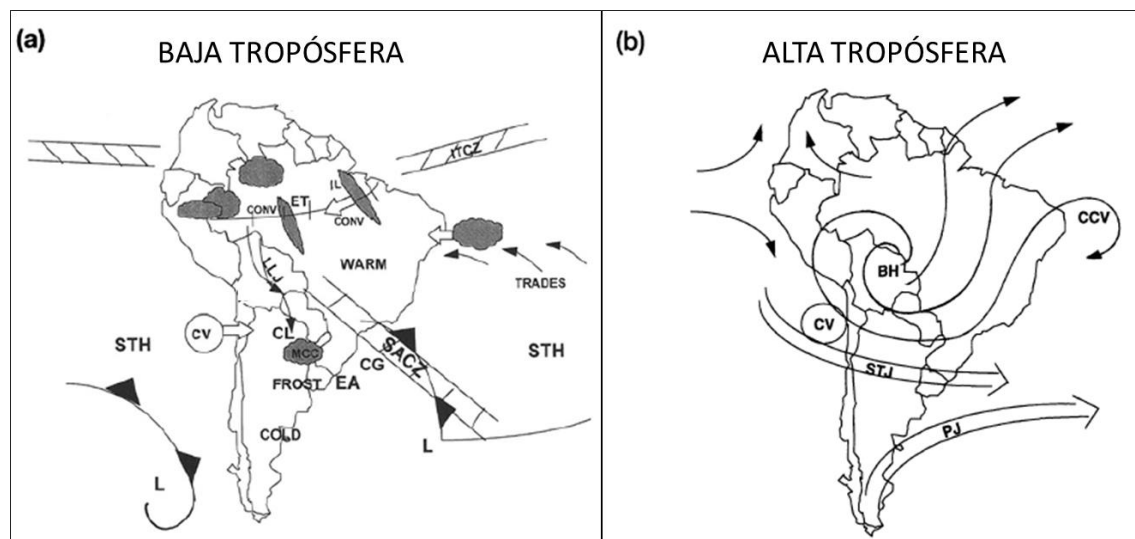 (a)
BAJA TROPÓSFERA
ITCZ
IL
ET
CONV
CONV
WARM
TRADES
LLJ
CV
CL
STH
STH
MCC
SACZ
CG
FROST
EA
COLD
L
L
(b)
ALTA TROPÓSFERA
CCV
BH
CV
STJ
PJ